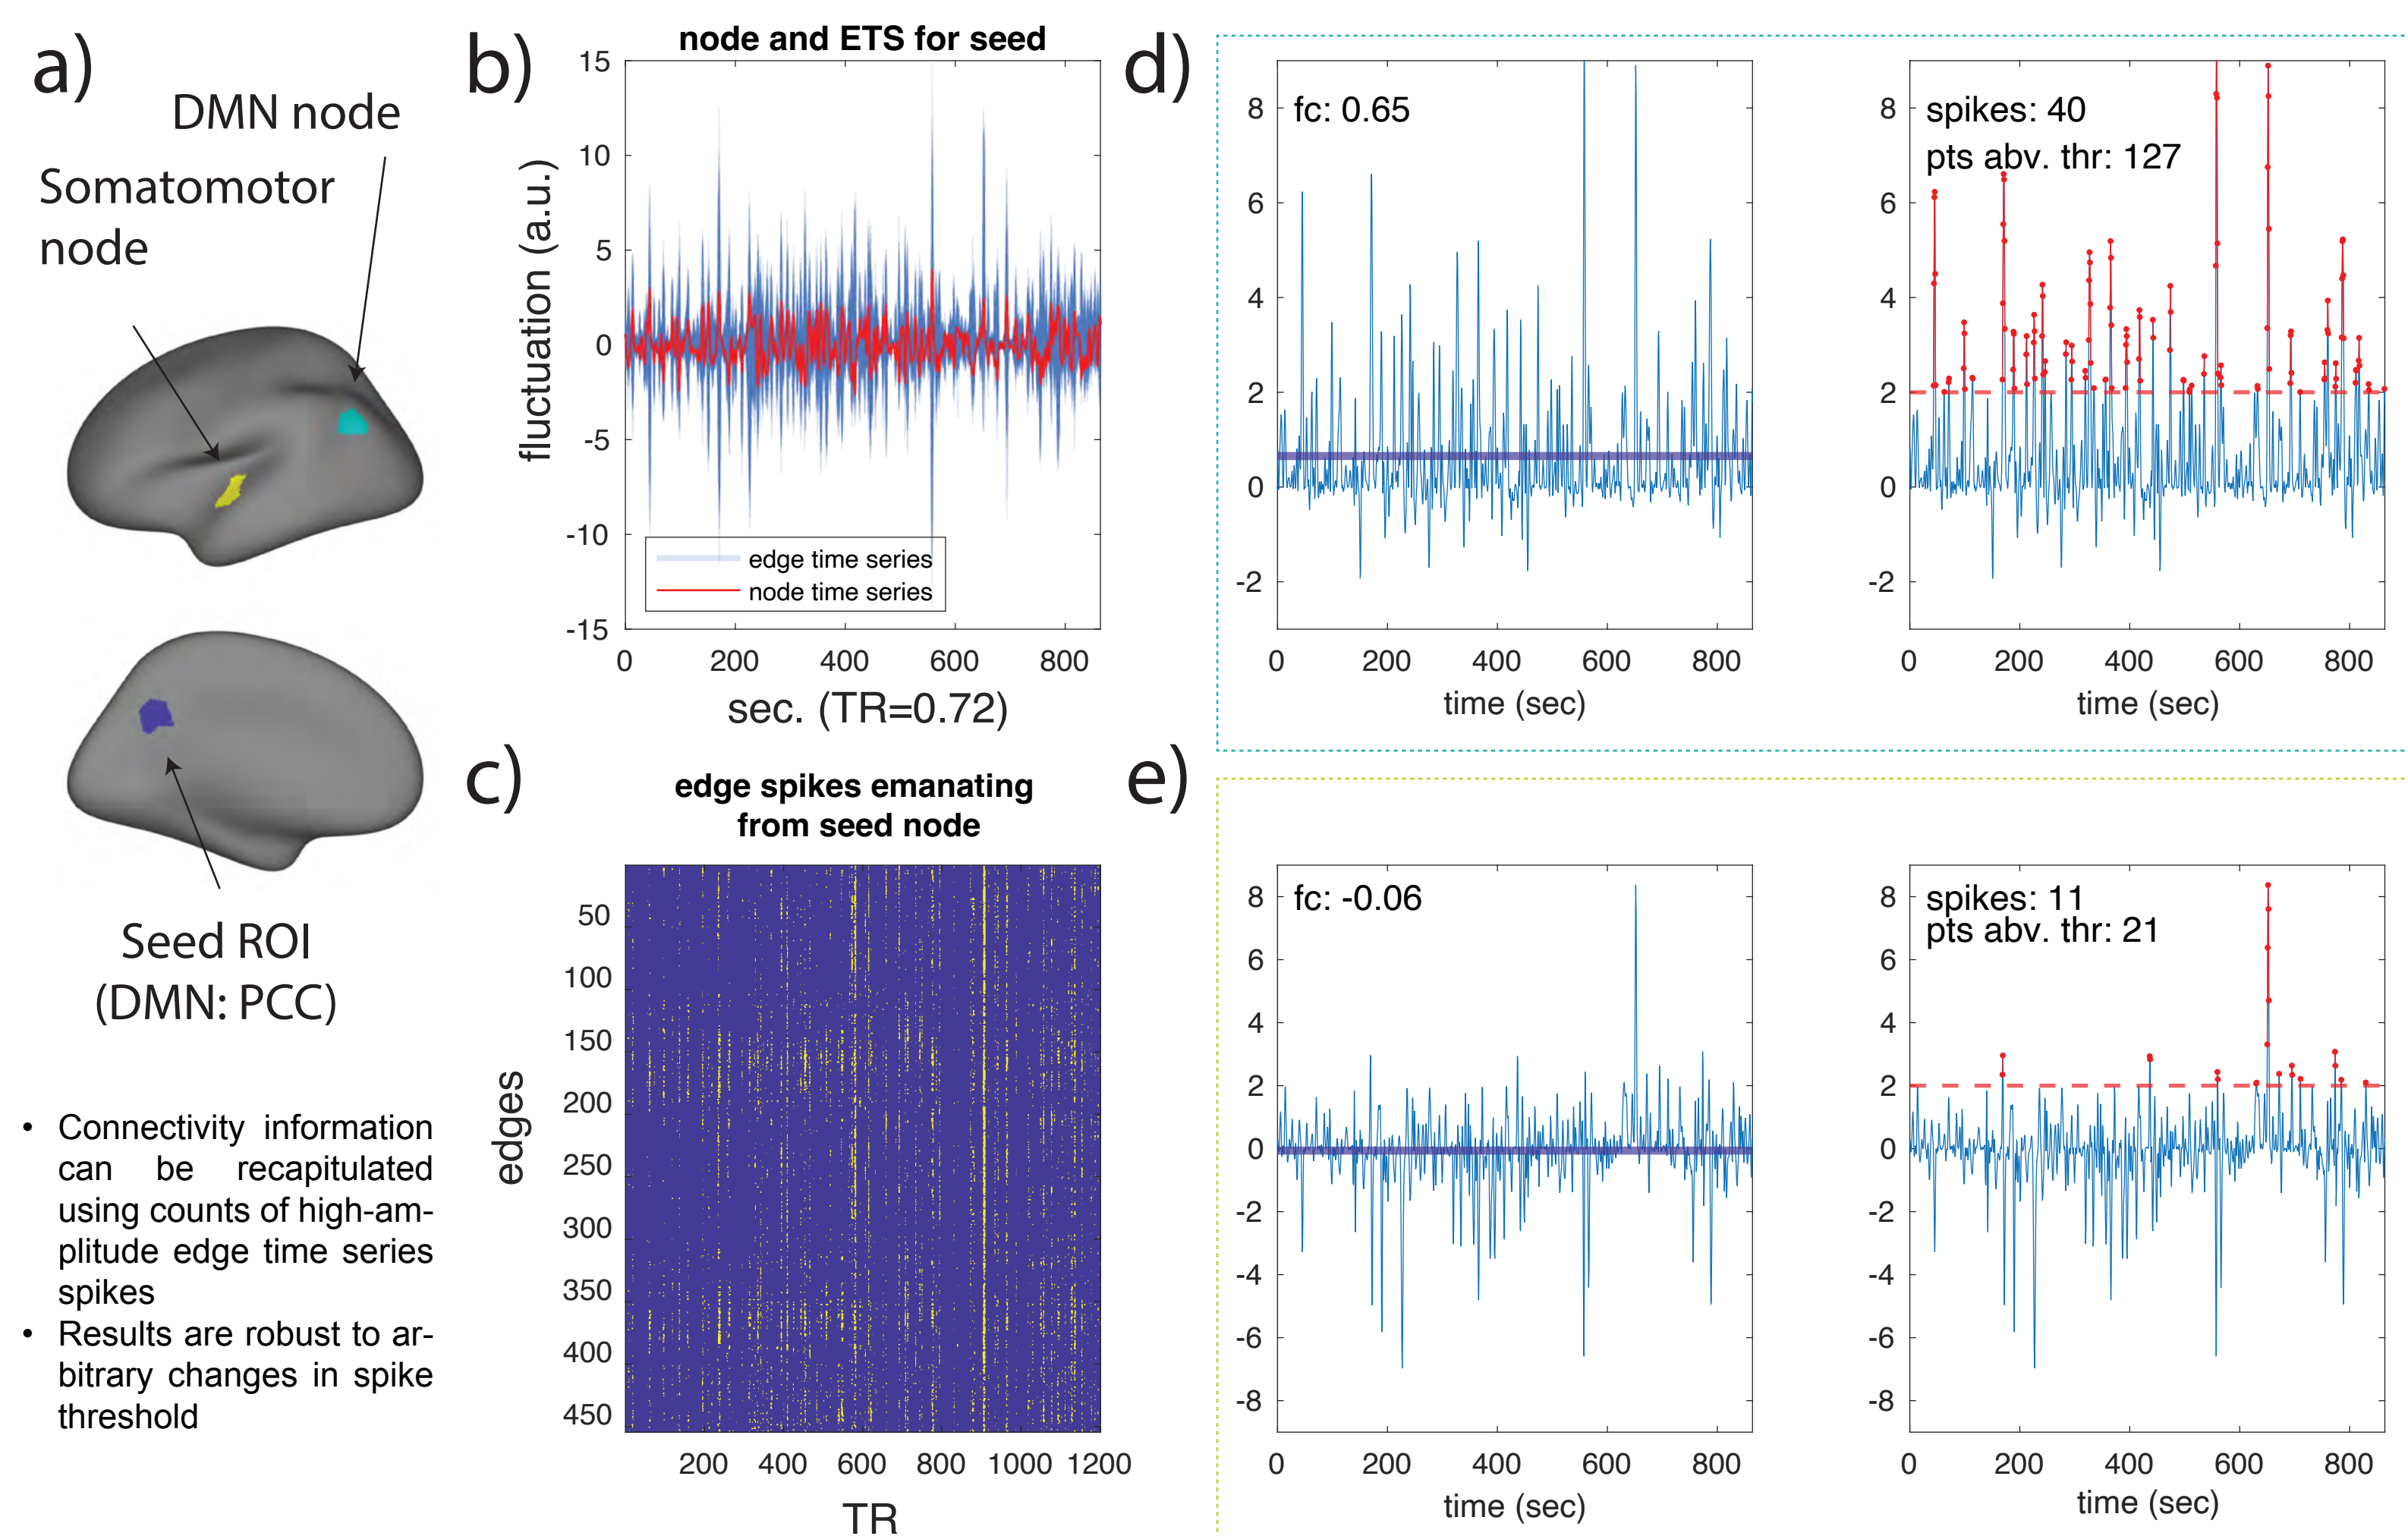 a)
DMN node
Somatomotor
node
Seed ROI
(DMN: PCC)
• Connectivity information
can be recapitulated
using counts of high-am-
plitude edge time series
spikes
• Results are robust to ar-
bitrary changes in spike
threshold
b)
node and ETS for seed
fluctuation (a.u.)
15
10
5
0
-5
-10
-15
edge time series
node time series
0 200 400 600 800
sec. (TR=0.72)
c)
edge spikes emanating
from seed node
edges
50
100
150
200
250
300
350
400
450
200 400 600 800 1000 1200
TR
d)
fc: 0.65
8
6
4
2
0
-2
0 200 400 600 800
time (sec)
spikes: 40
pts abv. thr: 127
8
6
4
2
0
-2
0 200 400 600 800
time (sec)
e)
fc: -0.06
8
6
4
2
0
-2
-4
-6
-8
0 200 400 600 800
time (sec)
spikes: 11
pts abv. thr: 21
8
6
4
2
0
-2
-4
-6
-8
0 200 400 600 800
time (sec)